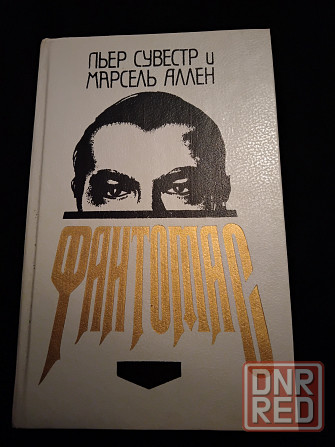 ПЬЕР СУВЕСТР и
МАРСЕЛЬ АЛЛЕН
ФАНТОМАС
DNR
RED